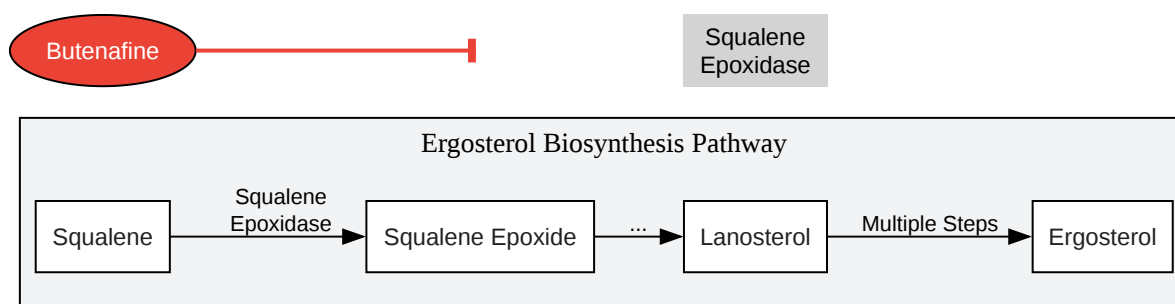 Butenafine
Squalene
Epoxidase
Ergosterol Biosynthesis Pathway
Squalene
Squalene
Epoxidase
Squalene Epoxide
...
Lanosterol
Multiple Steps
Ergosterol